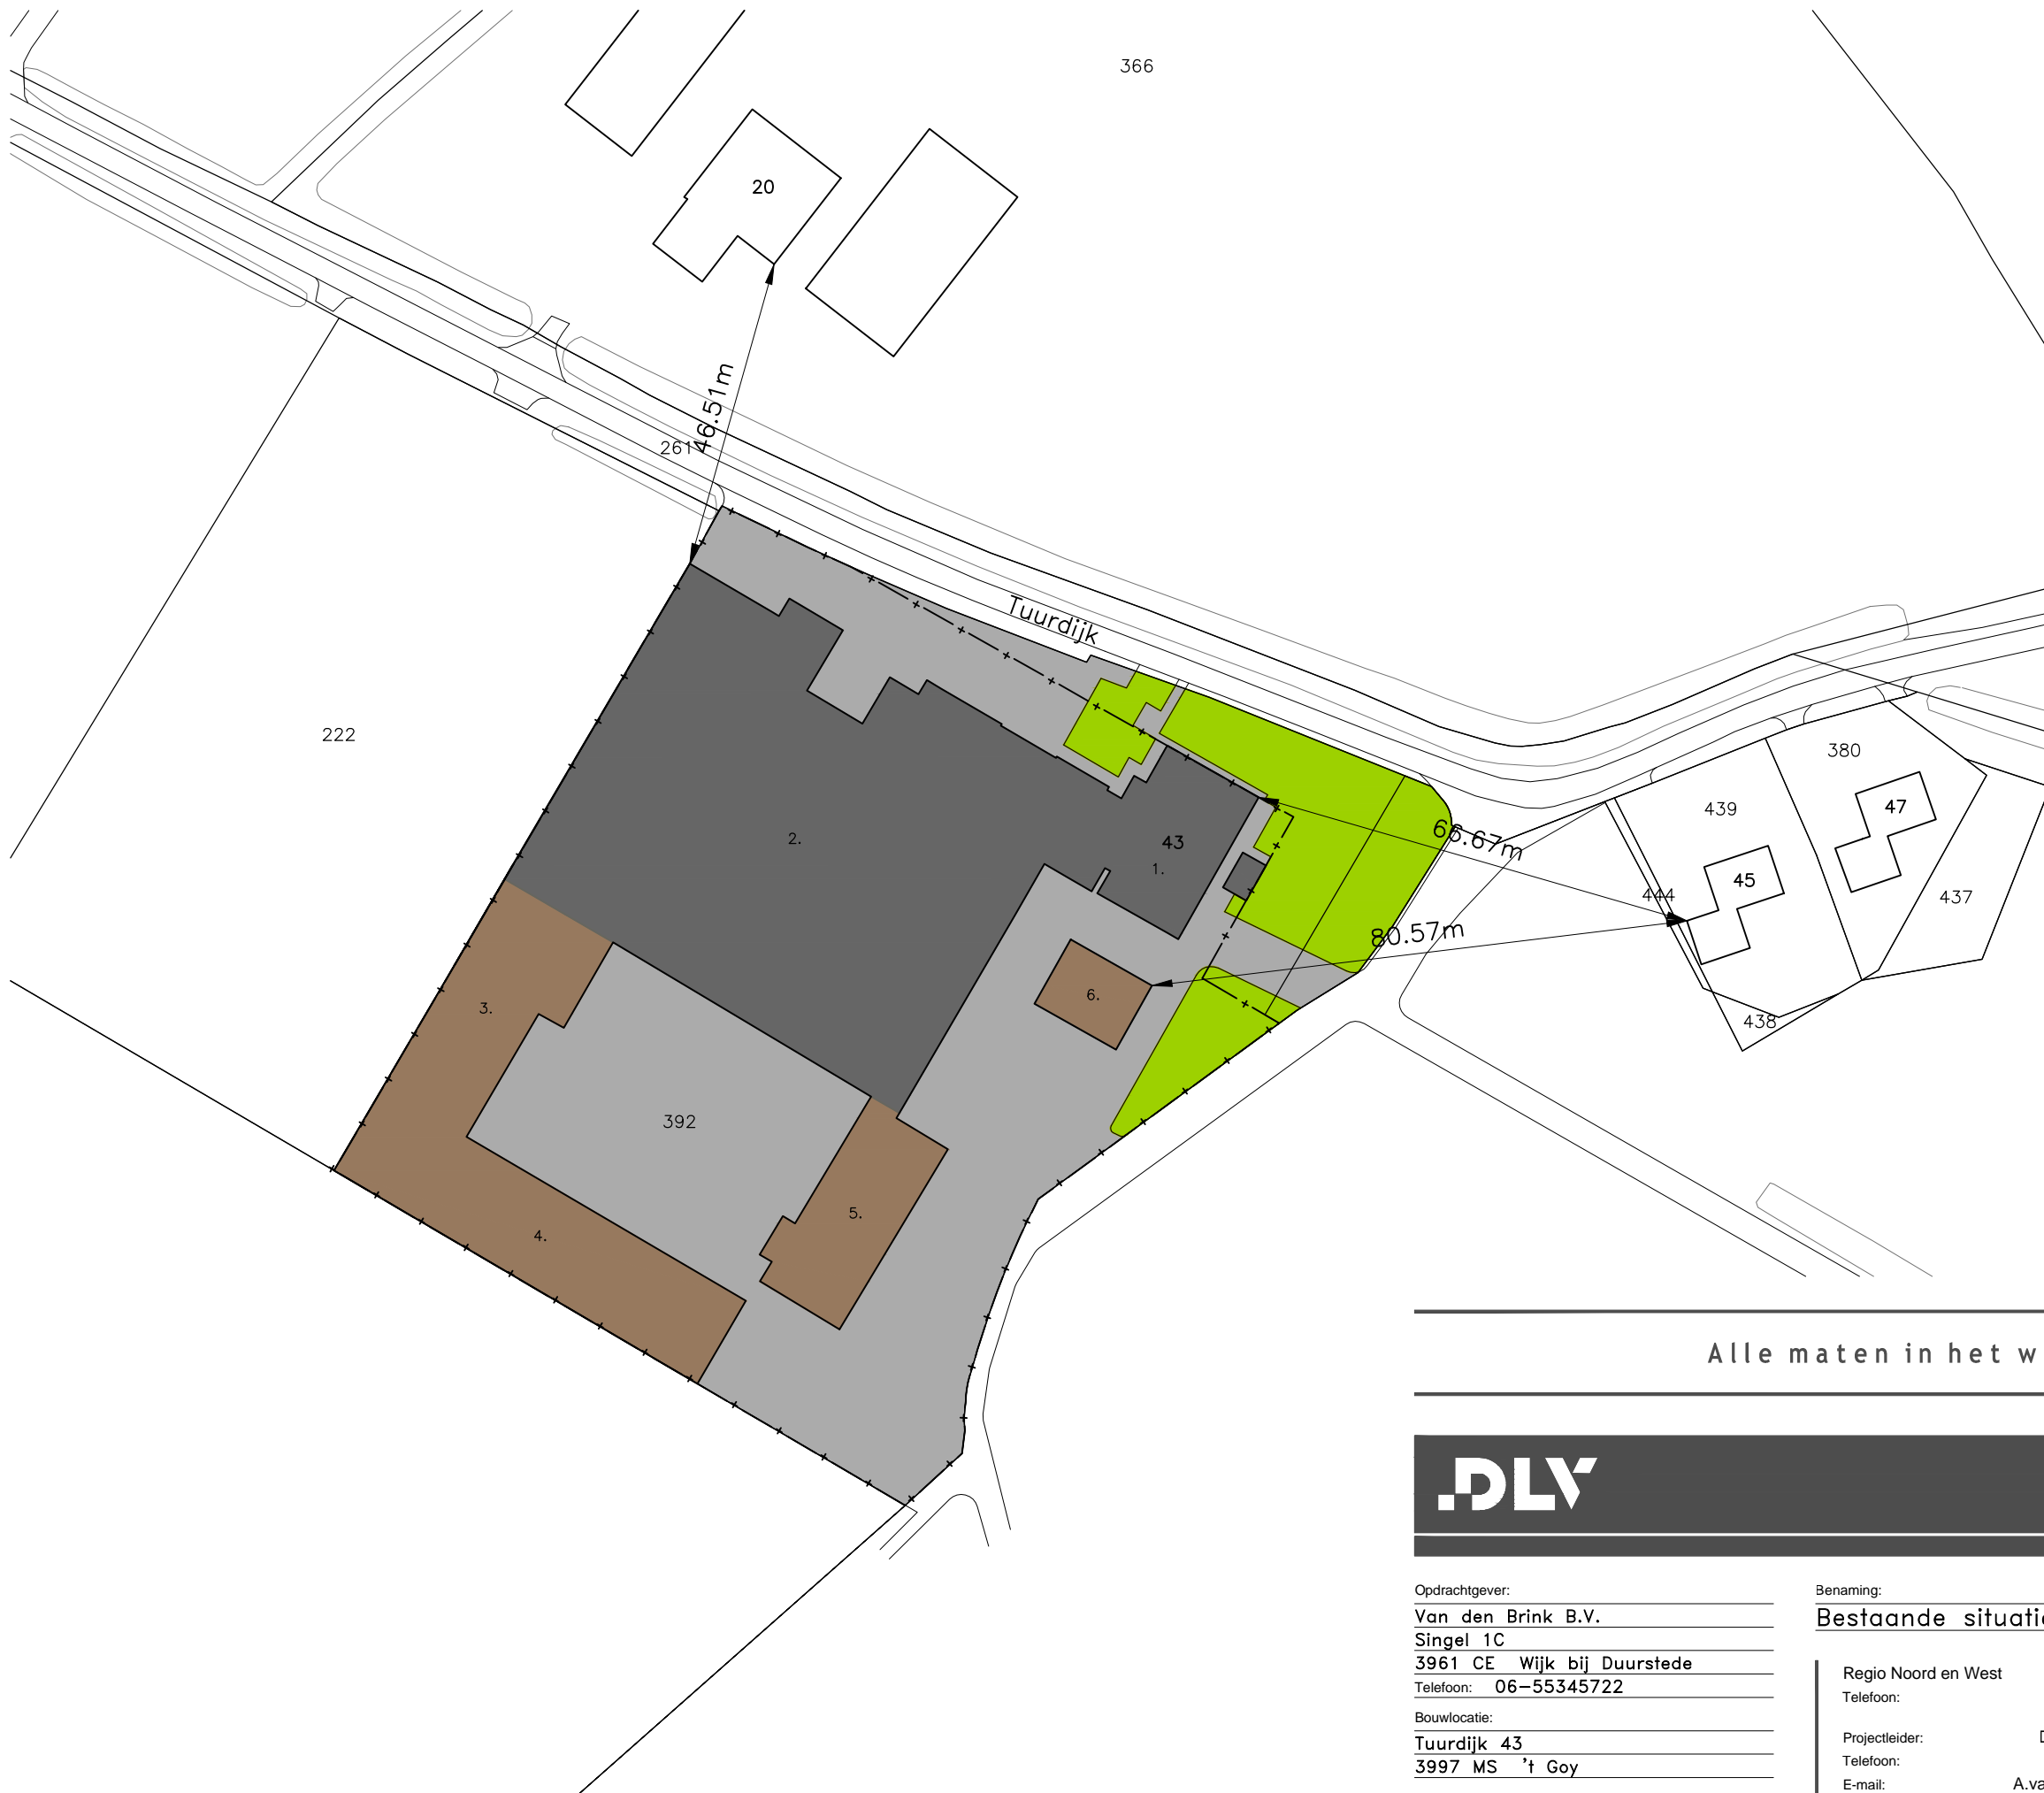 366
20
46.51m
261
Tuurdijk
222
380
47
439
66.67m
2.
43
1.
45
444
437
80.57m
6.
3.
438
392
5.
4.
Alle maten in het w
.DLV
Opdrachtgever:
Van den Brink B.V.
Singel 1C
3961 CE Wijk bij Duurstede
Telefoon: 06-55345722
Bouwlocatie:
Tuurdijk 43
3997 MS 't Goy
Benaming:
Bestaande situatie
Regio Noord en West
Telefoon:
Projectleider:
Telefoon:
E-mail: A.va